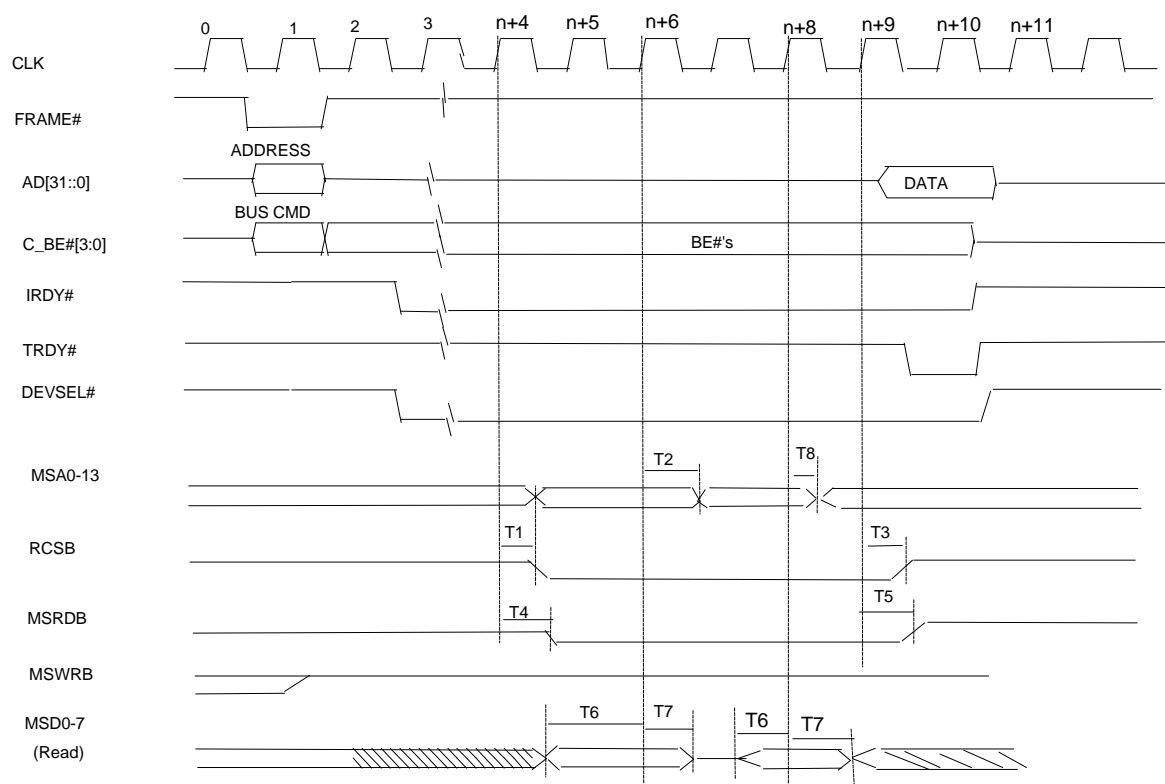 0 1 2 3 n+4 n+5 n+6 n+8 n+9 n+10 n+11
CLK
FRAME#
ADDRESS
AD[31::0] DATA
BUS CMD
C_BE#[3:0] BE#'s
IRDY#
TRDY#
DEVSEL#
T2 T8
MSA0-13
T1 T3
RCSB
T4 T5
MSRDB
MSWRB
MSD0-7 T6 T7 T6 T7
(Read)